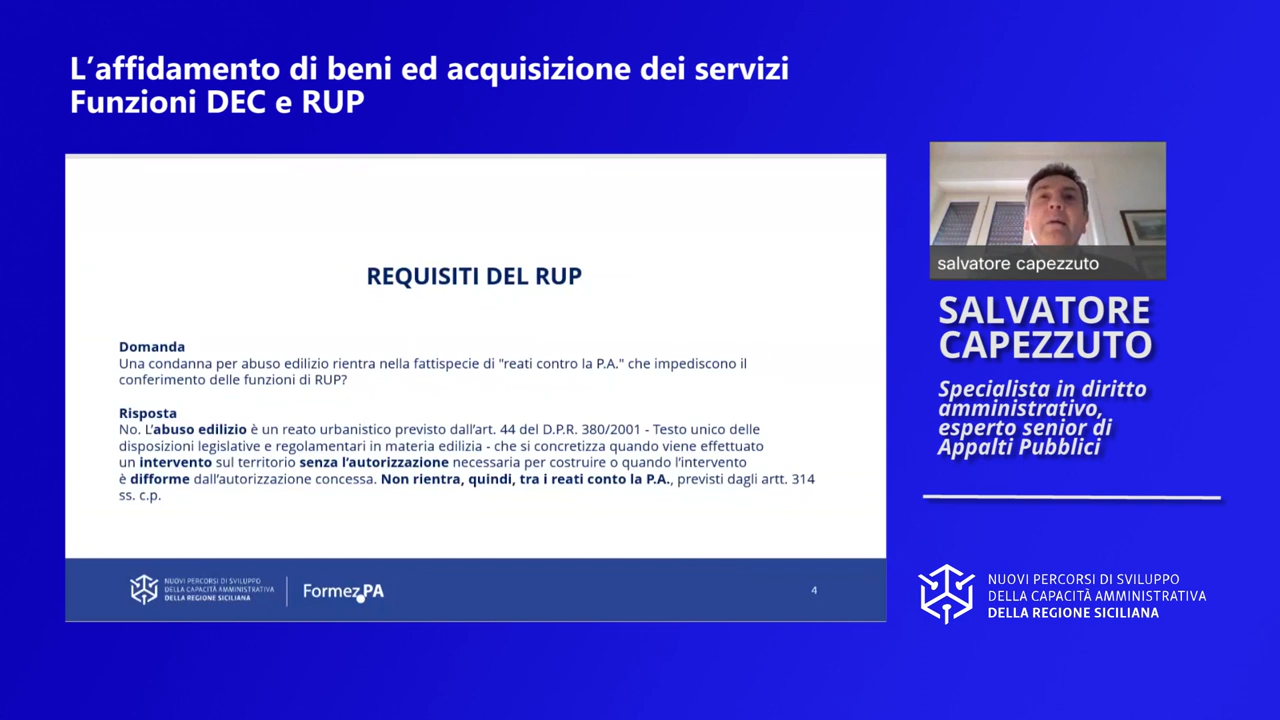 L'affidamento di beni ed acquisizione dei servizi
Funzioni DEC e RUP
REQUISITI DEL RUP
Domanda
Una condanna per abuso edilizio rientra nella fattispecie di "reati contro la P.A." che impediscono il
conferimento delle funzioni di RUP?
Risposta
No. L'abuso edilizio è un reato urbanistico previsto dall'art. 44 del D.P.R. 380/2001 - Testo unico delle
disposizioni legislative e regolamentari in materia edilizia - che si concretizza quando viene effettuato
un intervento sul territorio senza l'autorizzazione necessaria per costruire o quando l'intervento
è difforme dall'autorizzazione concessa. Non rientra, quindi, tra i reati conto la P.A., previsti dagli artt. 314
ss. c.p.
NUOVI PERCORSI DI SVILUPPO
DELLA CAPACITÀ AMMINISTRATIVA
DELLA REGIONE SICILIANA
FormezPA
4
salvatore capezzuto
SALVATORE
CAPEZZUTO
Specialista in diritto
amministrativo,
esperto senior di
Appalti Pubblici
NUOVI PERCORSI DI SVILUPPO
DELLA CAPACITÀ AMMINISTRATIVA
DELLA REGIONE SICILIANA